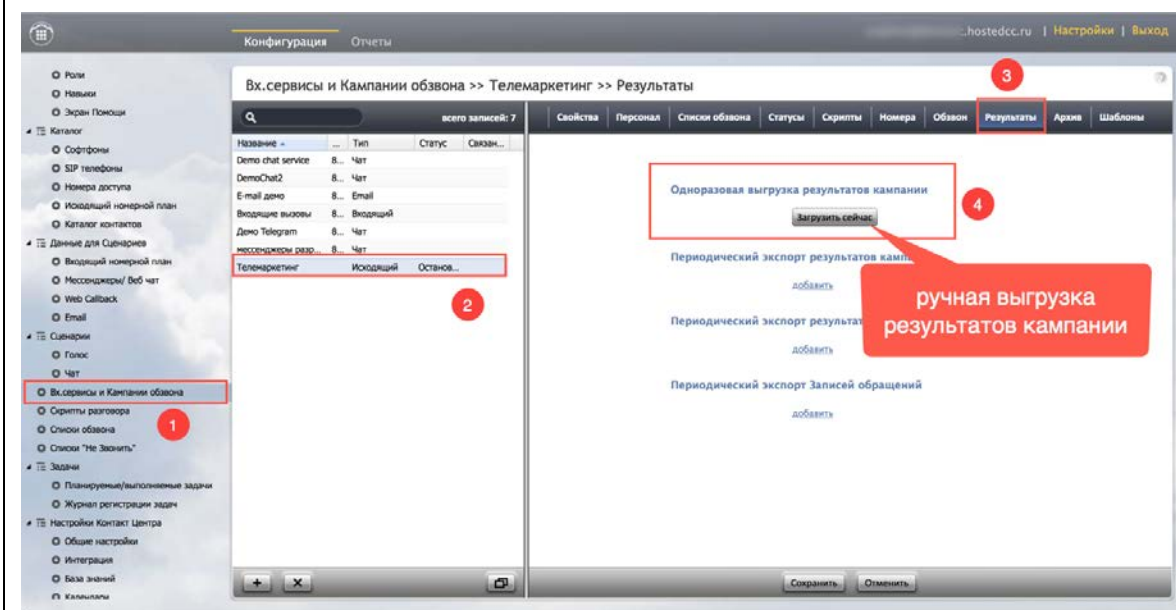 Конфигурация Отчеты
.hostedcc.ru | Настройки | Выход
Роли
Навыки
Экран Помощи
Каталог
Софтфоны
SIP телефоны
Номера доступа
Исходящий номерной план
Каталог контактов
Данные для Сценариев
Входящий номерной план
Мессенджеры/ Веб чат
Web Callback
Email
Сценарии
Голос
Чат
Вх.сервисы и Кампании обзвона
1
Скрипты разговора
Списки обзвона
Списки "Не Звонить"
Задачи
Планируемые/выполняемые задачи
Журнал регистрации задач
Настройки Контакт Центра
Общие настройки
Интеграция
База знаний
Календари
Вх.сервисы и Кампании обзвона >> Телемаркетинг >> Результаты
3
всего записей: 7
Название ... Тип Статус Связан...
Demo chat service 8... Чат
DemoChat2 8... Чат
E-mail демо 8... Email
Входящие вызовы 8... Входящий
Демо Telegram 8... Чат
мессенджеры разр... 8... Чат
Телемаркетинг Исходящий Останов...
2
Свойства Персонал Списки обзвона Статусы Скрипты Номера Обзвон Результаты Архив Шаблоны
Одноразовая выгрузка результатов кампании
Загрузить сейчас
4
Периодический экспорт результатов
добавить
Периодический экспорт
добавить
Периодический экспорт Записей обращений
добавить
ручная выгрузка
результатов кампании
Сохранить Отменить